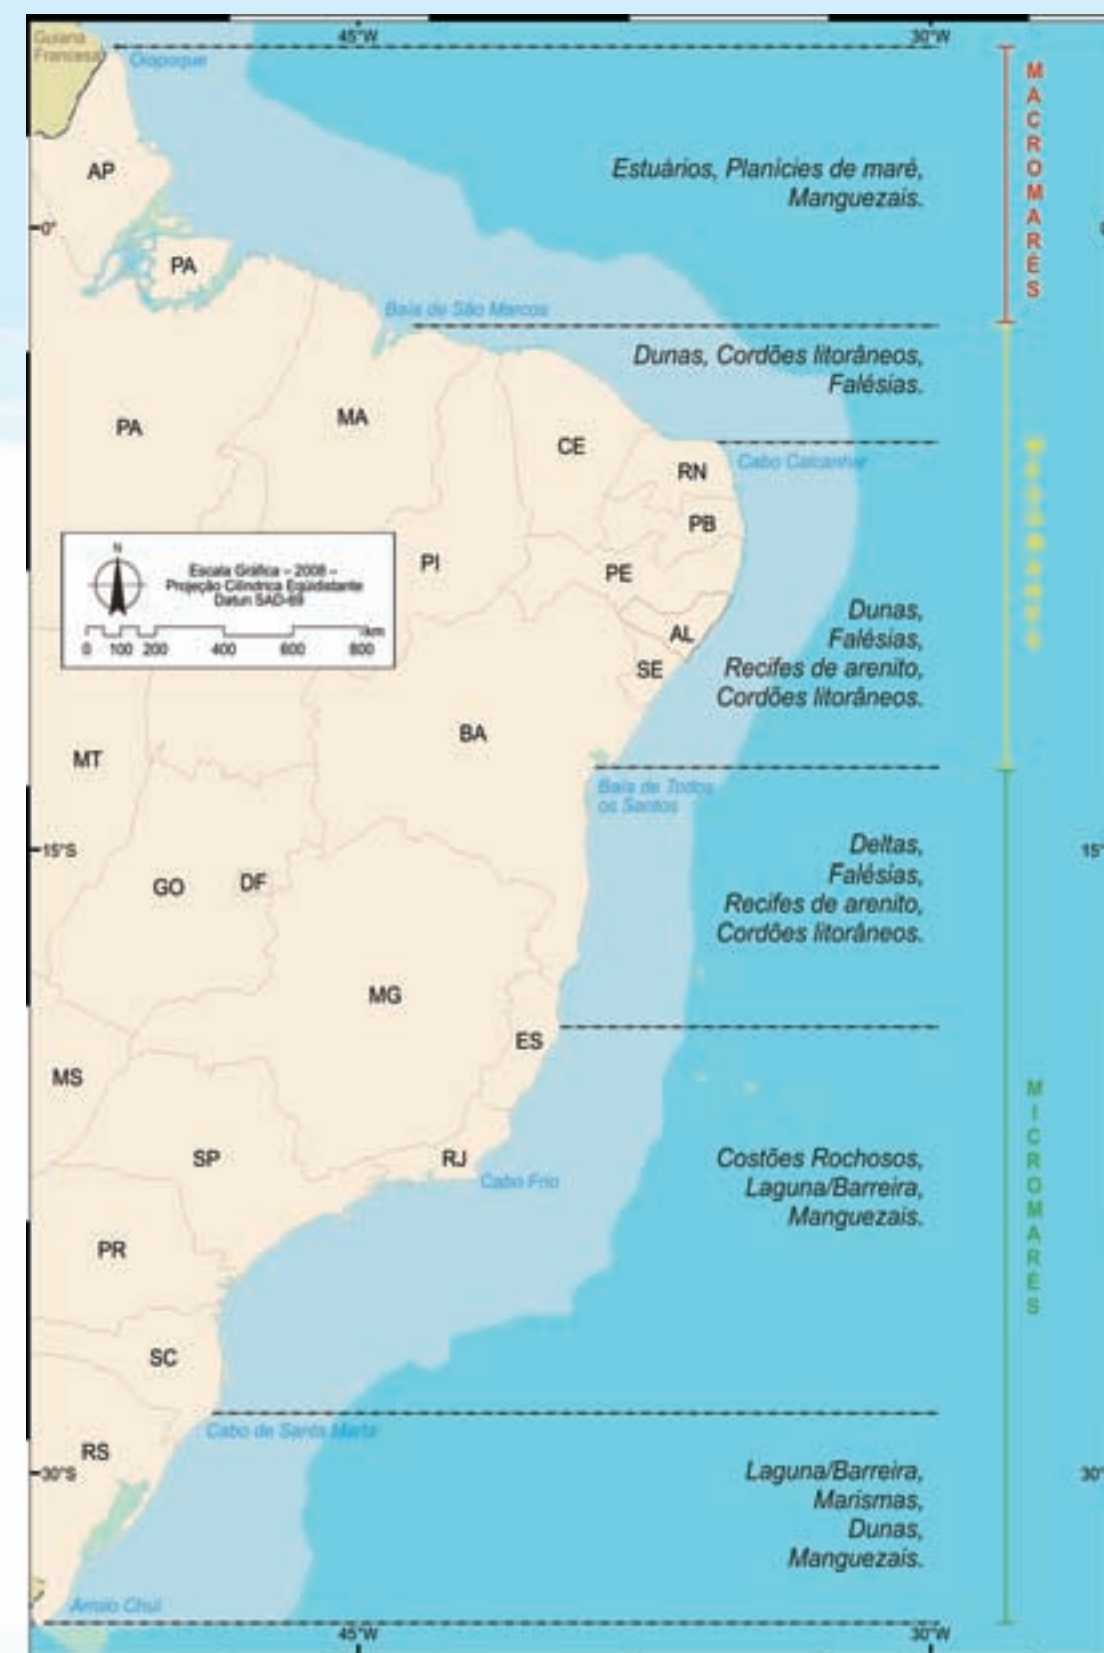 45°W
30°W
Guiana
Francesa
Oiapoque
MACROMARÉS
AP
Estuários, Planícies de maré,
Manguezais.
0°
PA
Baía de São Marcos
Dunas, Cordões litorâneos,
Falésias.
PA
MA
CE
RN
Cabo Calcanhar
PB
PI
PE
N
Escala Gráfica – 2008 –
Projeção Cilíndrica Eqüidistante
Datun SAD-69
km
0 100 200 400 600 800
Dunas,
Falésias,
Recifes de arenito,
Cordões litorâneos.
AL
SE
BA
MT
Baía de Todos
os Santos
15°S
15°
Deltas,
Falésias,
Recifes de arenito,
Cordões litorâneos.
GO
DF
MG
ES
MS
MICROMARÉS
SP
RJ
Cabo Frio
Costões Rochosos,
Laguna/Barreira,
Manguezais.
PR
SC
Cabo de Santa Marta
RS
30°S
30°
Laguna/Barreira,
Marismas,
Dunas,
Manguezais.
Arroio Chuí
45°W
30°W